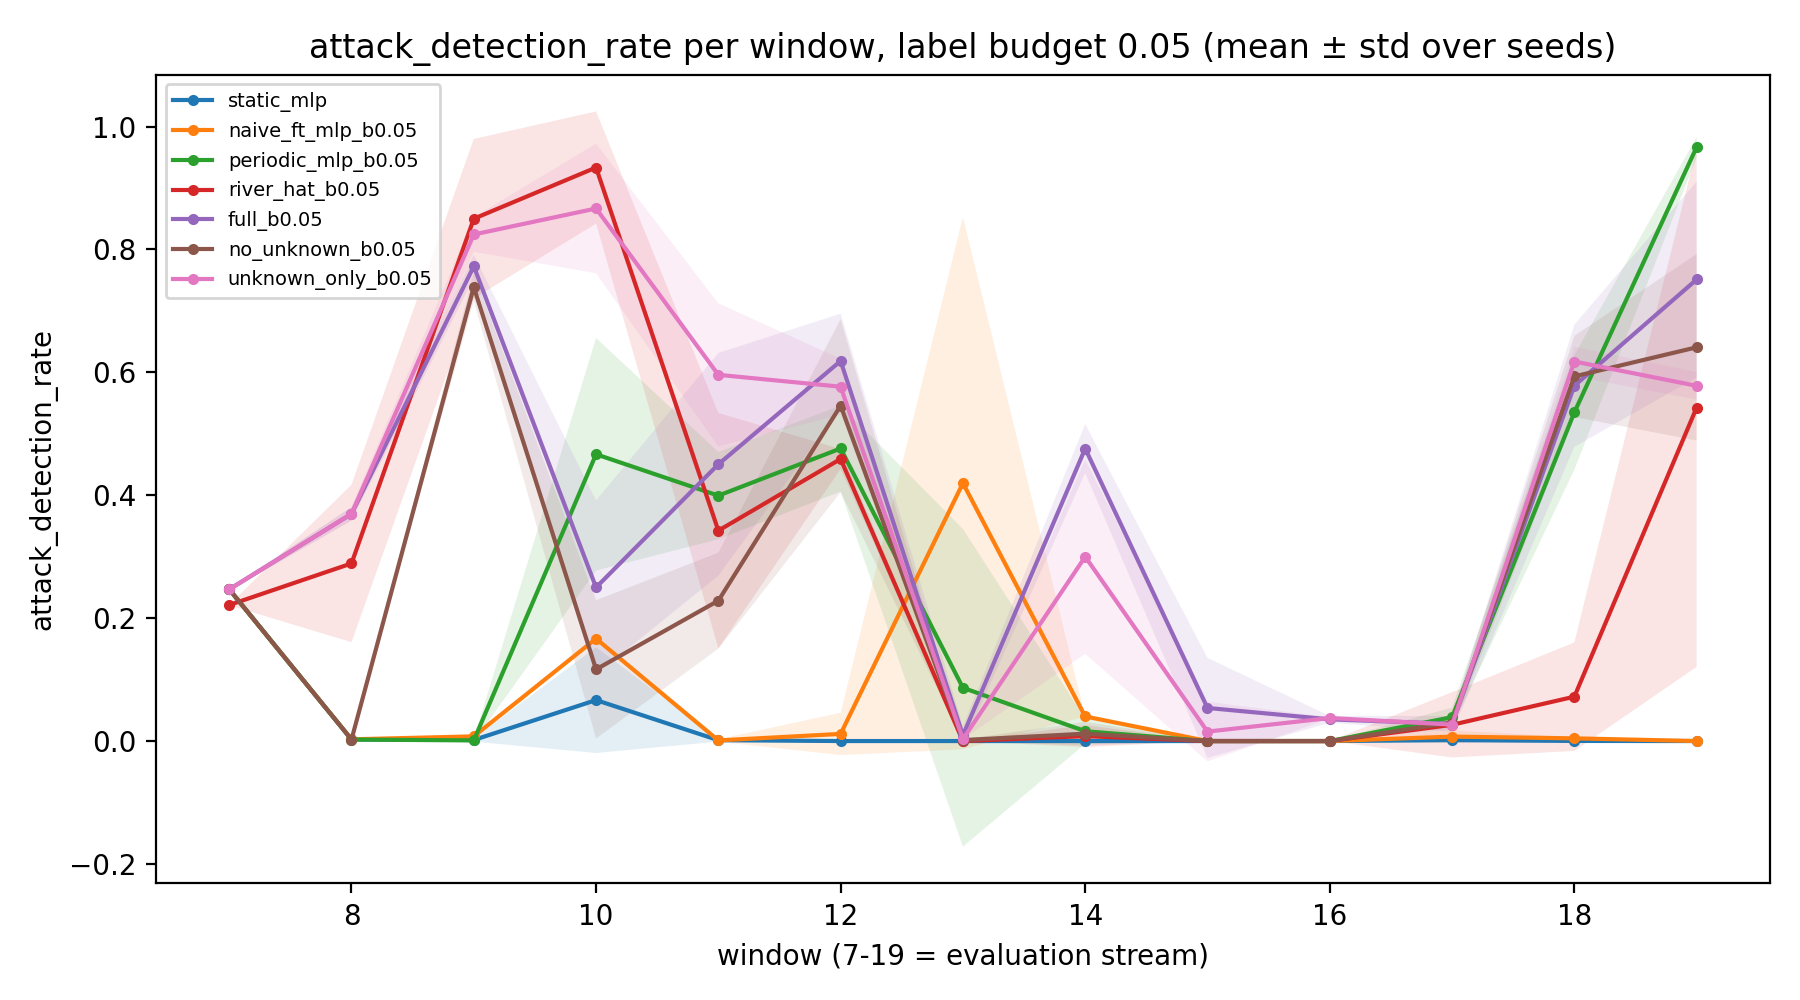 attack_detection_rate per window, label budget 0.05 (mean ± std over seeds)
static_mlp
naive_ft_mlp_b0.05
periodic_mlp_b0.05
river_hat_b0.05
full_b0.05
no_unknown_b0.05
unknown_only_b0.05
attack_detection_rate
1.0
0.8
0.6
0.4
0.2
0.0
−0.2
8
10
12
14
16
18
window (7-19 = evaluation stream)